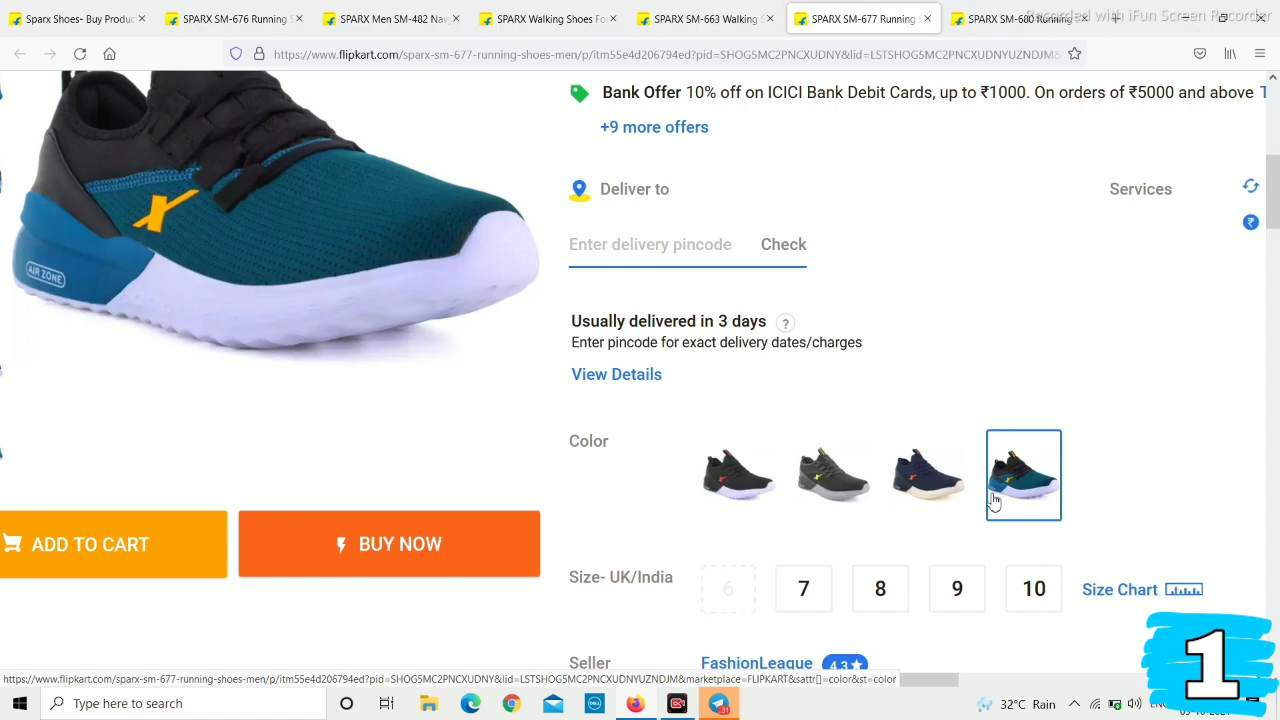 Sparx Shoes- Buy Produc
SPARX SM-676 Running S
SPARX Men SM-482 Nav
SPARX Walking Shoes Fo
SPARX SM-663 Walking S
SPARX SM-677 Running S
Recorded with iFun Screen Recorder
https://www.flipkart.com/sparx-sm-677-running-shoes-men/p/itm55e4d206794ed?pid=SHOG5MC2PNCXUDNY&lid=LSTSHOG5MC2PNCXUDNYUZNDJM&
Bank Offer 10% off on ICICI Bank Debit Cards, up to ₹1000. On orders of ₹5000 and above T
+9 more offers
Deliver to
Services
Enter delivery pincode Check
Usually delivered in 3 days ?
Enter pincode for exact delivery dates/charges
View Details
AIR ZONE
Color
ADD TO CART
BUY NOW
Size- UK/India
6 7 8 9 10 Size Chart
Seller
FashionLeague 4.3★
https://www.flipkart.com/sparx-sm-677-running-shoes-men/p/itm55e4d206794ed?pid=SHOG5MC2PNCXUDNY&lid=LSTSHOG5MC2PNCXUDNYUZNDJM&marketplace=FLIPKART&sattr[]=color&st=color
1
Type here to search
32°C Rain